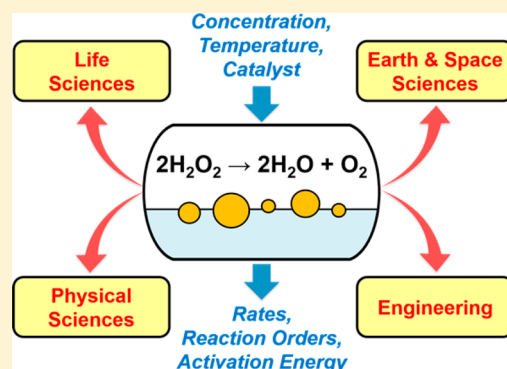 Concentration,
Temperature,
Catalyst
Life
Sciences
Earth & Space
Sciences
2H₂O₂ → 2H₂O + O₂
Physical
Sciences
Engineering
Rates,
Reaction Orders,
Activation Energy